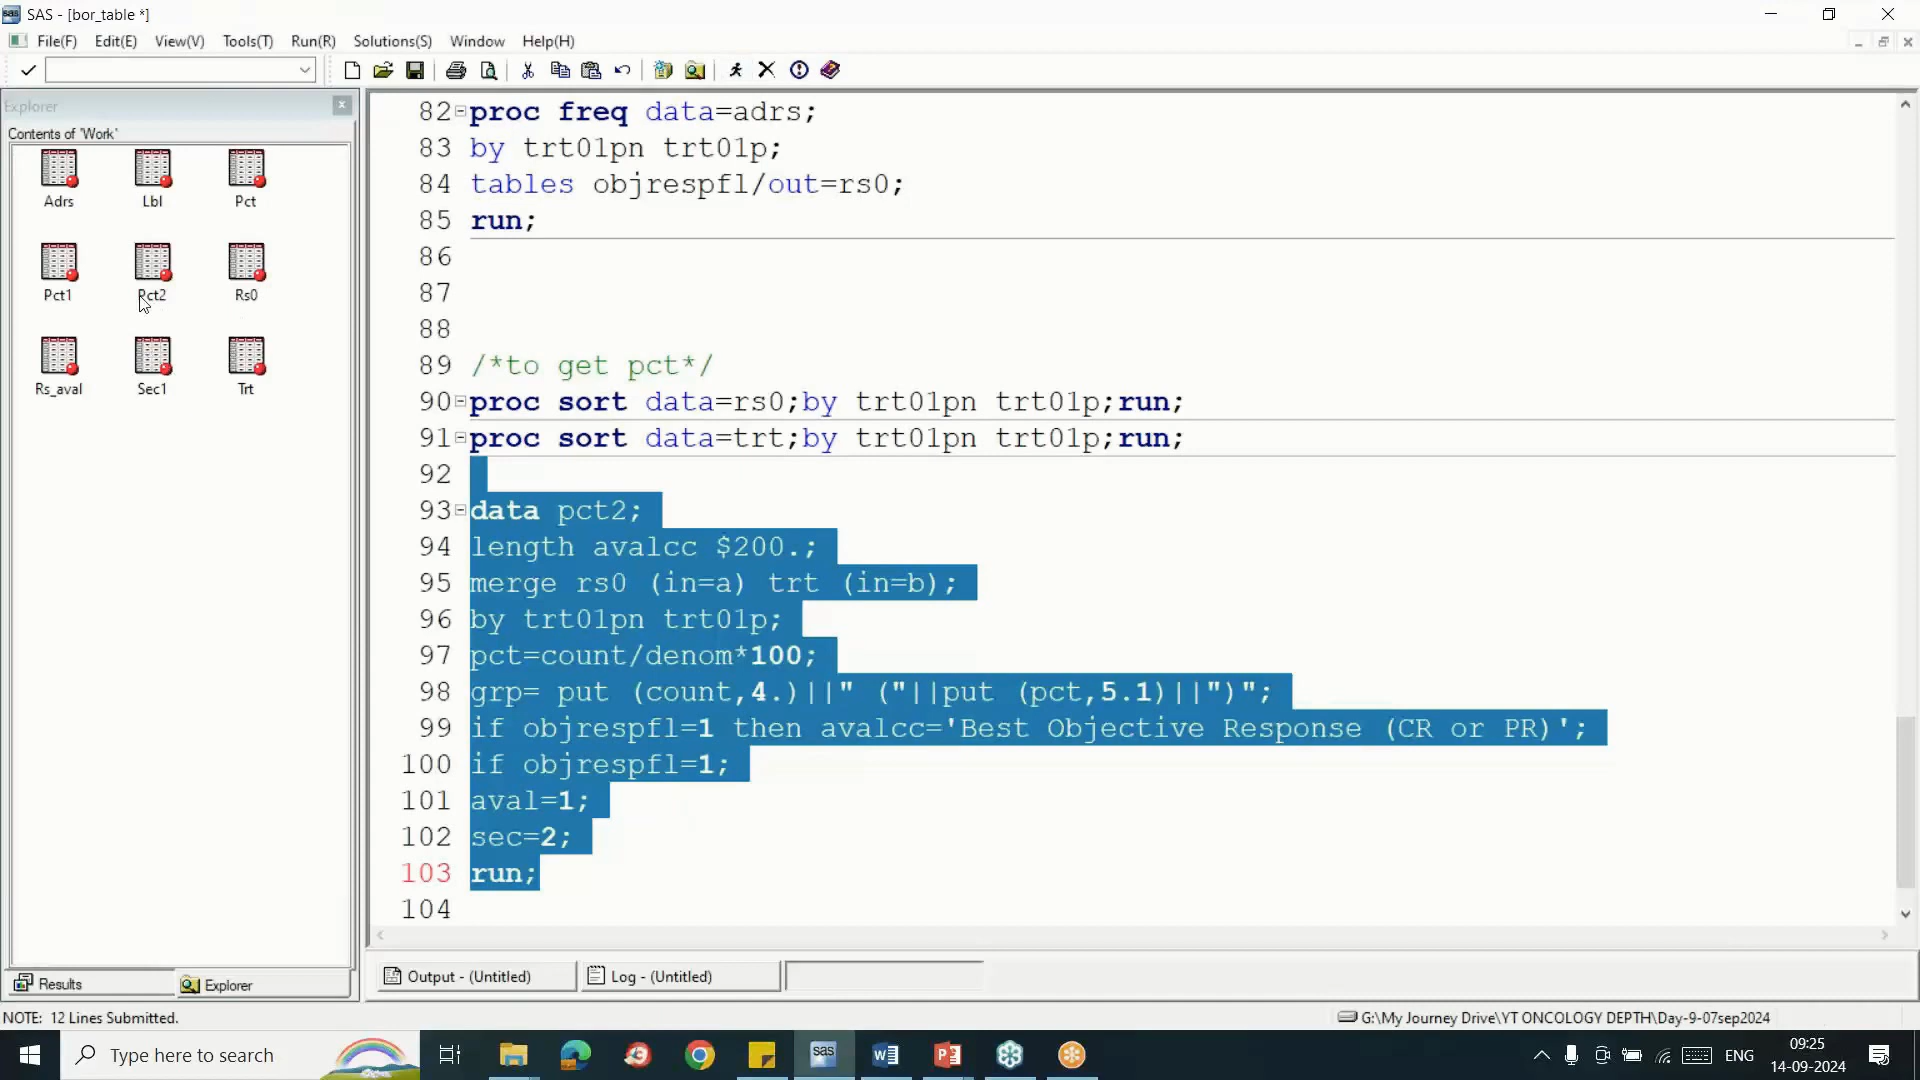 SAS - [bor_table *]
File(F) Edit(E) View(V) Tools(T) Run(R) Solutions(S) Window Help(H)
Explorer
Contents of 'Work'
Adrs Lbl Pct
Pct1 Pct2 Rs0
Rs_aval Sec1 Trt
82 proc freq data=adrs;
83 by trt01pn trt01p;
84 tables objrespfl/out=rs0;
85 run;
86
87
88
89 /*to get pct*/
90 proc sort data=rs0;by trt01pn trt01p;run;
91 proc sort data=trt;by trt01pn trt01p;run;
92
93 data pct2;
94 length avalcc $200.;
95 merge rs0 (in=a) trt (in=b);
96 by trt01pn trt01p;
97 pct=count/denom*100;
98 grp= put (count,4.)||" ("||put (pct,5.1)||")";
99 if objrespfl=1 then avalcc='Best Objective Response (CR or PR)';
100 if objrespfl=1;
101 aval=1;
102 sec=2;
103 run;
104
Results Explorer
Output - (Untitled) Log - (Untitled)
NOTE: 12 Lines Submitted.
G:\My Journey Drive\YT ONCOLOGY DEPTH\Day-9-07sep2024
Type here to search
ENG
09:25
14-09-2024